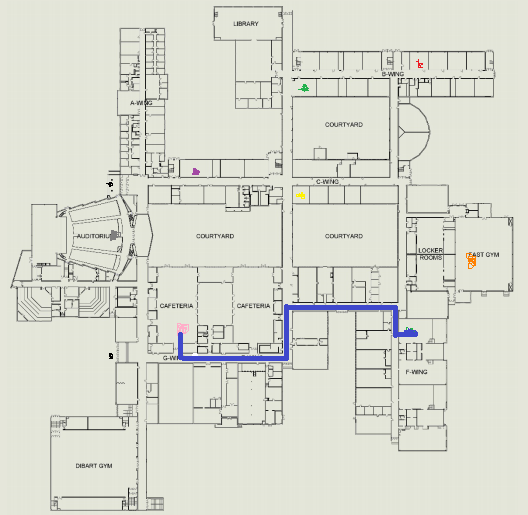 LIBRARY
B-WING
A-WING
COURTYARD
C-WING
AUDITORIUM
COURTYARD
COURTYARD
LOCKER
ROOMS
EAST GYM
CAFETERIA
CAFETERIA
G-WING
F-WING
DIBART GYM